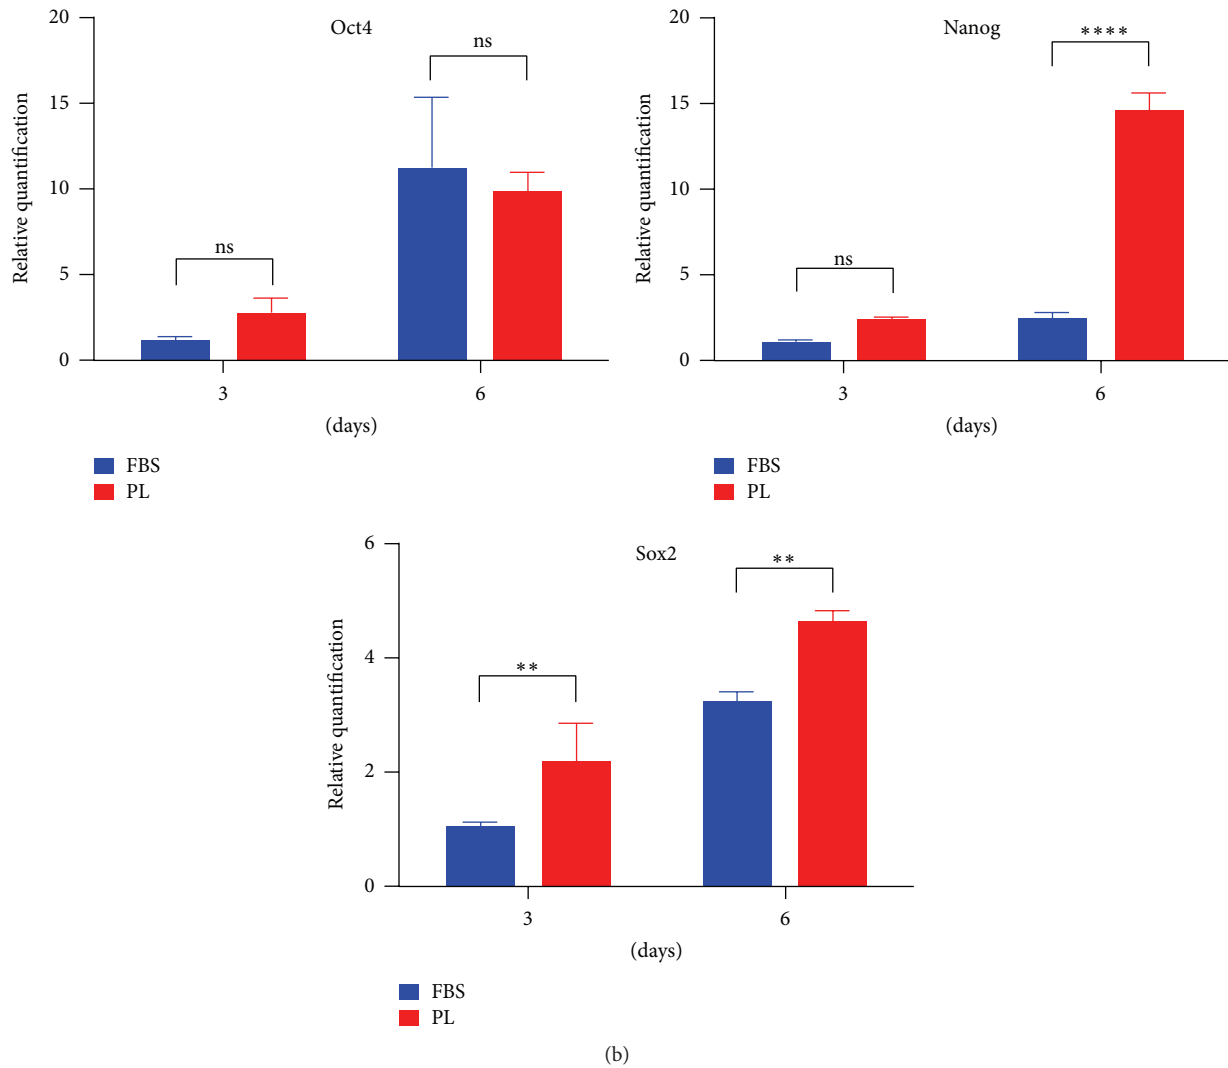 Oct4
Relative quantification
20
15
10
5
0
ns
ns
3
6
(days)
FBS
PL
Nanog
Relative quantification
20
15
10
5
0
ns
****
3
6
(days)
FBS
PL
Sox2
Relative quantification
6
4
2
0
**
**
3
6
(days)
FBS
PL
(b)